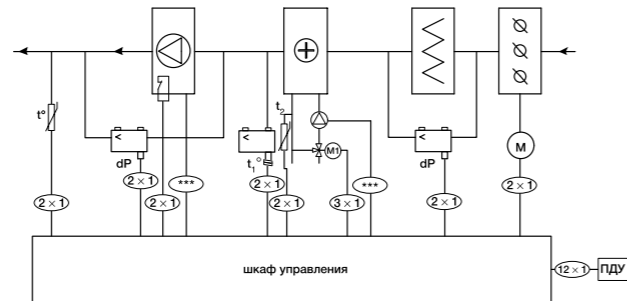 t°
<
dP
t₂
<
t₁°
M1
<
dP
M
2 × 1
2 × 1
2 × 1
***
2 × 1
2 × 1
3 × 1
***
2 × 1
2 × 1
шкаф управления
12 × 1
ПДУ